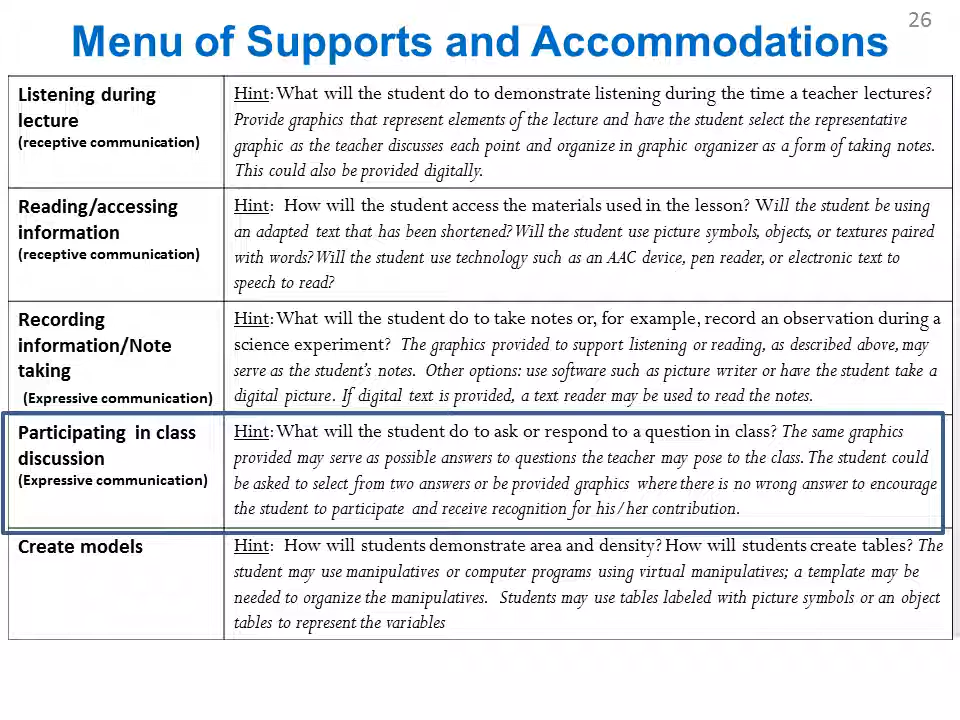 26
Menu of Supports and Accommodations
Listening during
lecture
(receptive communication)
Hint: What will the student do to demonstrate listening during the time a teacher lectures?
Provide graphics that represent elements of the lecture and have the student select the representative
graphic as the teacher discusses each point and organize in graphic organizer as a form of taking notes.
This could also be provided digitally.
Reading/accessing
information
(receptive communication)
Hint:  How will the student access the materials used in the lesson? Will the student be using
an adapted text that has been shortened? Will the student use picture symbols, objects, or textures paired
with words? Will the student use technology such as an AAC device, pen reader, or electronic text to
speech to read?
Recording
information/Note
taking
(Expressive communication)
Hint: What will the student do to take notes or, for example, record an observation during a
science experiment?  The graphics provided to support listening or reading, as described above, may
serve as the student's notes.  Other options: use software such as picture writer or have the student take a
digital picture. If digital text is provided, a text reader may be used to read the notes.
Participating in class
discussion
(Expressive communication)
Hint: What will the student do to ask or respond to a question in class? The same graphics
provided may serve as possible answers to questions the teacher may pose to the class. The student could
be asked to select from two answers or be provided graphics where there is no wrong answer to encourage
the student to participate and receive recognition for his/her contribution.
Create models
Hint:  How will students demonstrate area and density? How will students create tables? The
student may use manipulatives or computer programs using virtual manipulatives; a template may be
needed to organize the manipulatives.  Students may use tables labeled with picture symbols or an object
tables to represent the variables